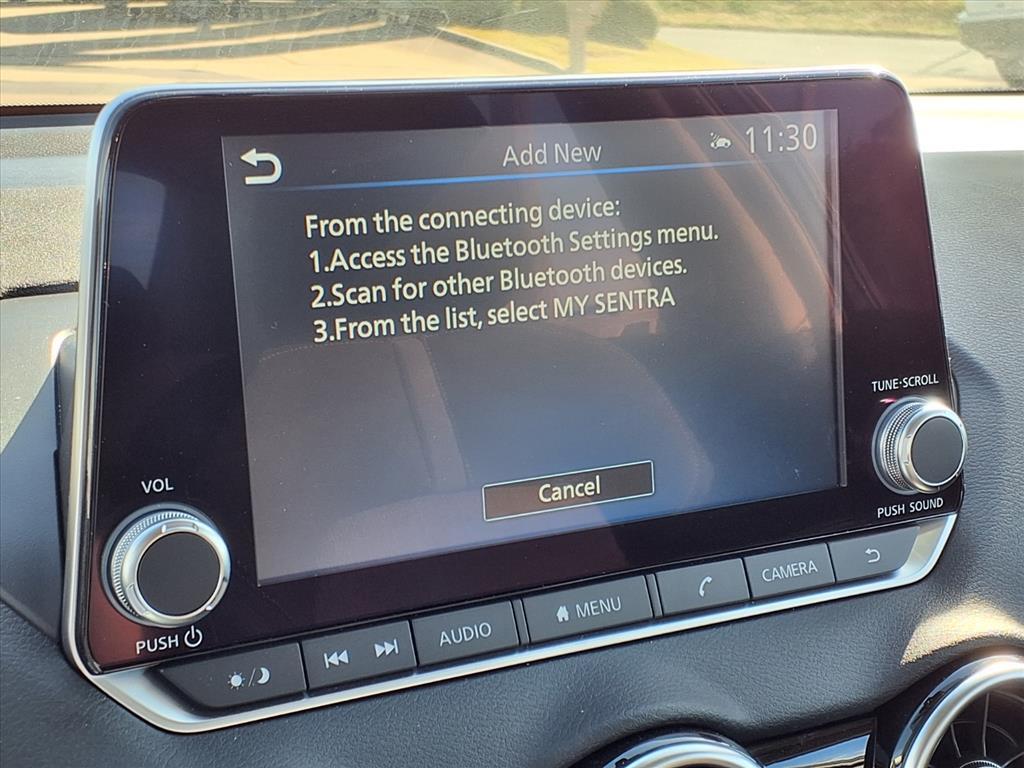 Add New 11:30
From the connecting device:
1.Access the Bluetooth Settings menu.
2.Scan for other Bluetooth devices.
3.From the list, select MY SENTRA
Cancel
TUNE·SCROLL
PUSH SOUND
VOL
PUSH
AUDIO
MENU
CAMERA